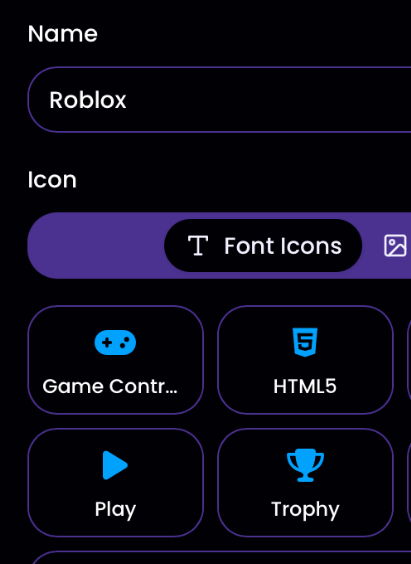 Name
Roblox
Icon
Font Icons
Game Contr...
HTML5
Play
Trophy